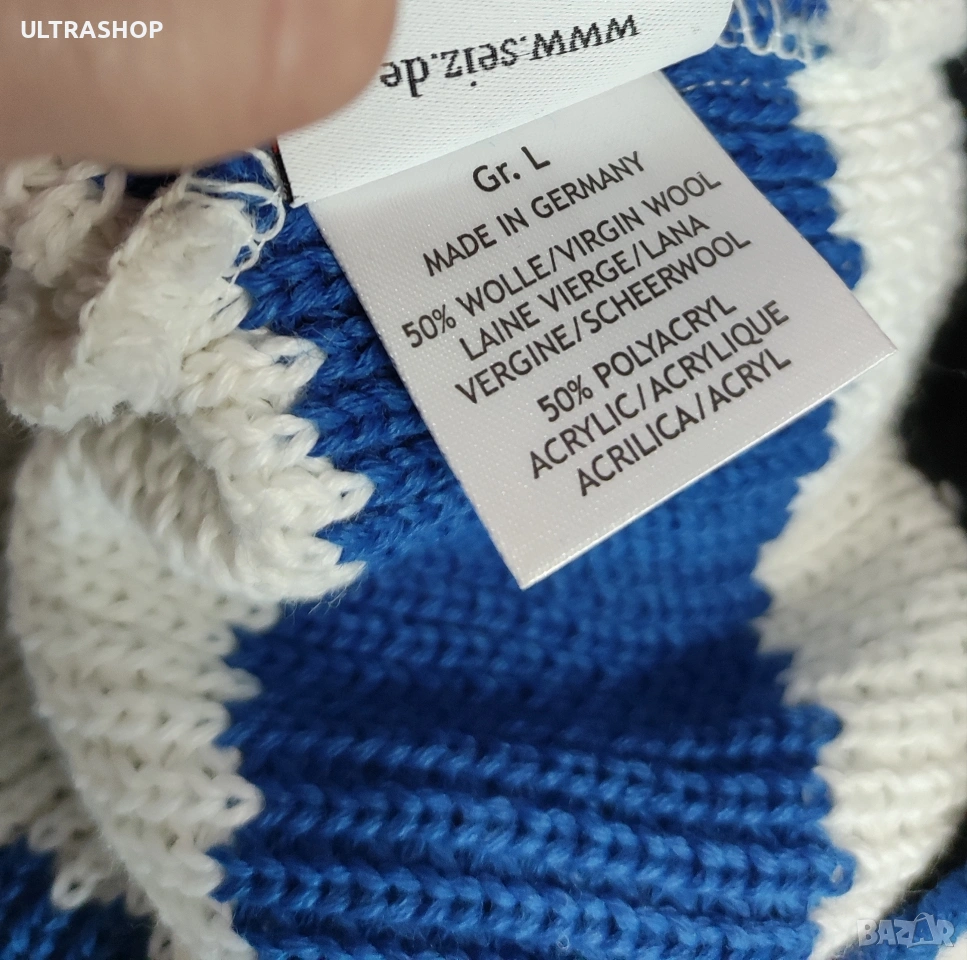 ULTRASHOP
www.seiz.de
Gr. L
MADE IN GERMANY
50% WOLLE/VIRGIN WOOL
LAINE VIERGE/LANA
VERGINE/SCHEERWOOL
50% POLYACRYL
ACRYLIC/ACRYLIQUE
ACRILICA/ACRYL
BAZAR